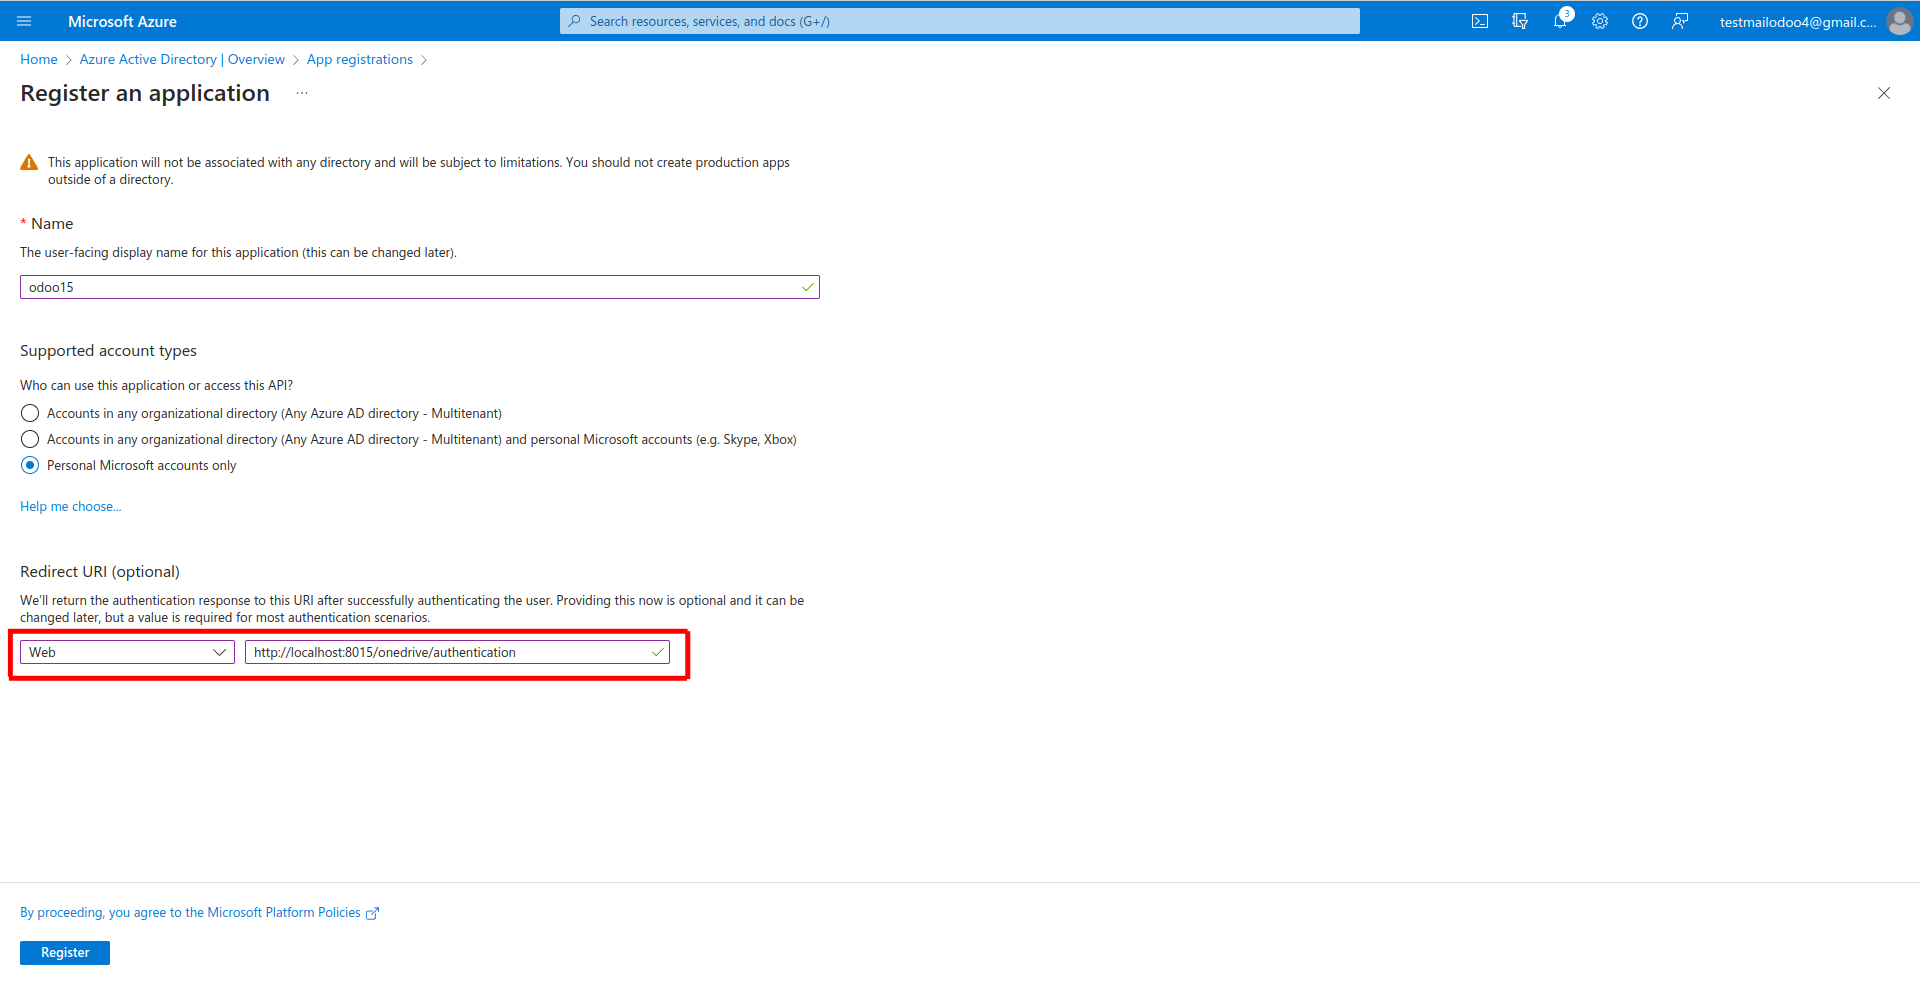 Microsoft Azure
Search resources, services, and docs (G+/)
3
testmailodoo4@gmail.c...
Home > Azure Active Directory | Overview > App registrations >
Register an application ...
This application will not be associated with any directory and will be subject to limitations. You should not create production apps
outside of a directory.
* Name
The user-facing display name for this application (this can be changed later).
odoo15
Supported account types
Who can use this application or access this API?
Accounts in any organizational directory (Any Azure AD directory - Multitenant)
Accounts in any organizational directory (Any Azure AD directory - Multitenant) and personal Microsoft accounts (e.g. Skype, Xbox)
Personal Microsoft accounts only
Help me choose...
Redirect URI (optional)
We'll return the authentication response to this URI after successfully authenticating the user. Providing this now is optional and it can be
changed later, but a value is required for most authentication scenarios.
Web
http://localhost:8015/onedrive/authentication
By proceeding, you agree to the Microsoft Platform Policies
Register